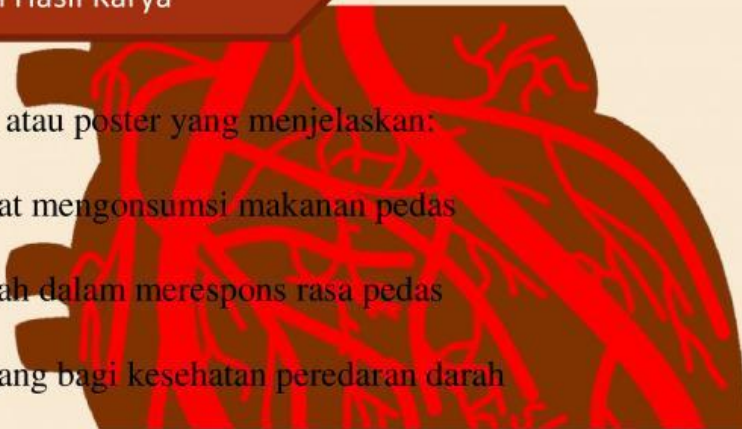 Hasil Karya
atau poster yang menjelaskan:
at mengonsumsi makanan pedas
ah dalam merespons rasa pedas
ang bagi kesehatan peredaran darah